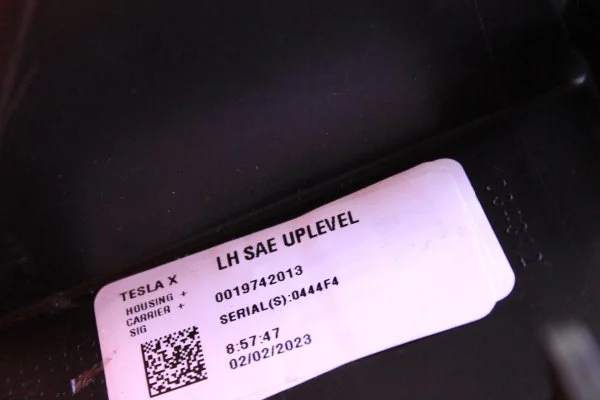 TESLA X
LH SAE UPLEVEL
HOUSING +
CARRIER +
SIG
0019742013
SERIAL(S):0444F4
8:57:47
02/02/2023